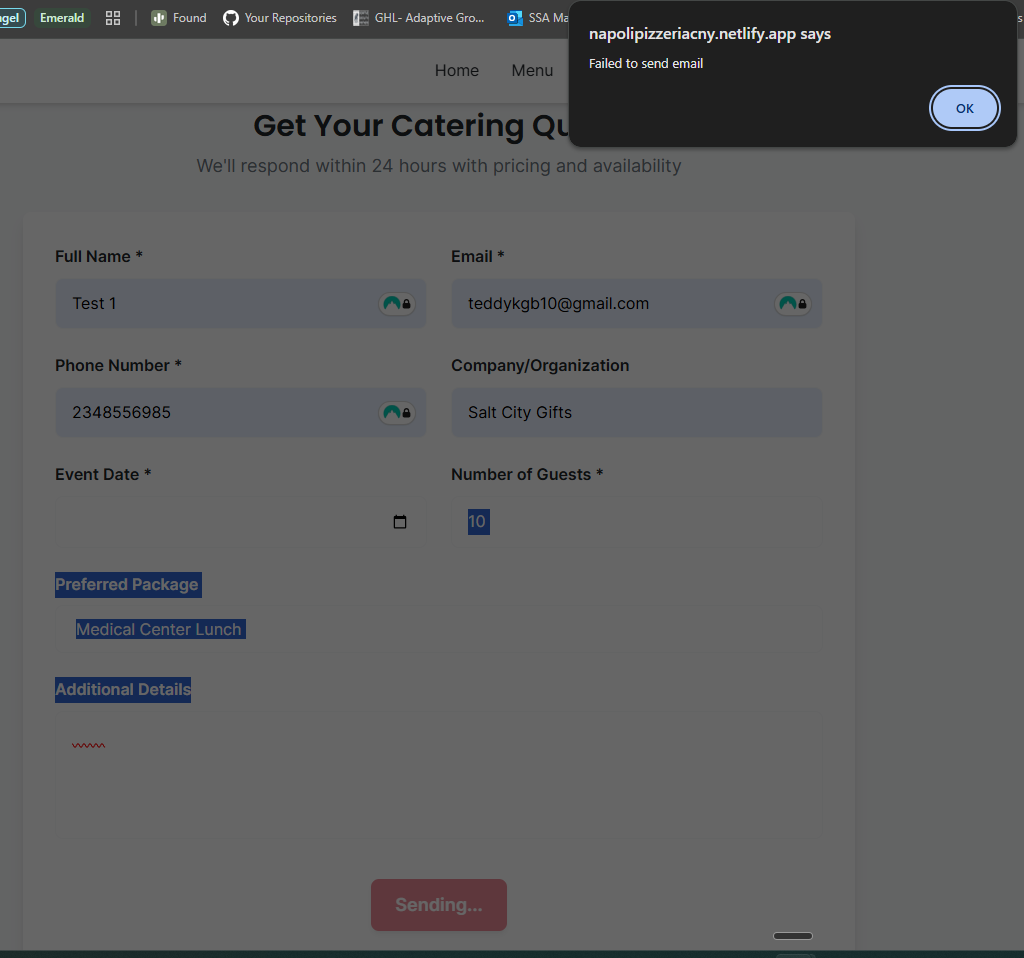 agel Emerald Found Your Repositories GHL- Adaptive Gro... SSA Ma
napolipizzeriacny.netlify.app says
Failed to send email
OK
Home Menu
Get Your Catering Qu
We'll respond within 24 hours with pricing and availability
Full Name * Email *
Test 1 teddykgb10@gmail.com
Phone Number * Company/Organization
2348556985 Salt City Gifts
Event Date * Number of Guests *
10
Preferred Package
Medical Center Lunch
Additional Details
Sending...